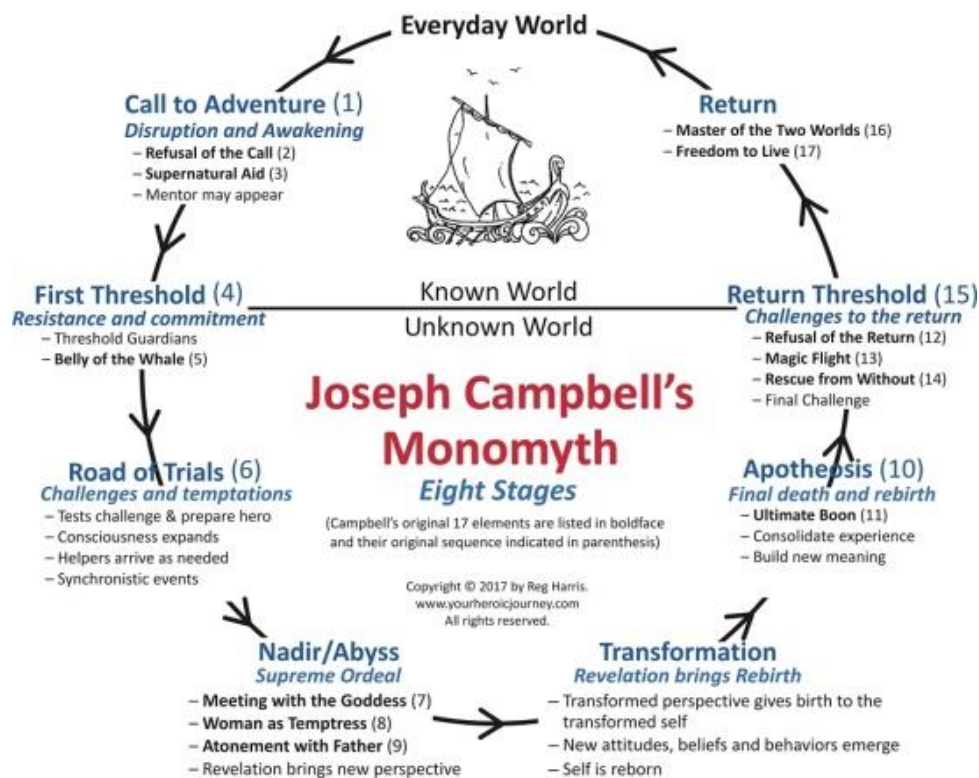 Everyday World
Call to Adventure (1)
Disruption and Awakening
– Refusal of the Call (2)
– Supernatural Aid (3)
– Mentor may appear
Return
– Master of the Two Worlds (16)
– Freedom to Live (17)
First Threshold (4)
Resistance and commitment
– Threshold Guardians
– Belly of the Whale (5)
Known World
Unknown World
Return Threshold (15)
Challenges to the return
– Refusal of the Return (12)
– Magic Flight (13)
– Rescue from Without (14)
– Final Challenge
Joseph Campbell's
Monomyth
Eight Stages
(Campbell's original 17 elements are listed in boldface
and their original sequence indicated in parenthesis)
Copyright © 2017 by Reg Harris.
www.yourheroicjourney.com
All rights reserved.
Road of Trials (6)
Challenges and temptations
– Tests challenge & prepare hero
– Consciousness expands
– Helpers arrive as needed
– Synchronistic events
Apotheosis (10)
Final death and rebirth
– Ultimate Boon (11)
– Consolidate experience
– Build new meaning
Nadir/Abyss
Supreme Ordeal
– Meeting with the Goddess (7)
– Woman as Temptress (8)
– Atonement with Father (9)
– Revelation brings new perspective
Transformation
Revelation brings Rebirth
– Transformed perspective gives birth to the
transformed self
– New attitudes, beliefs and behaviors emerge
– Self is reborn